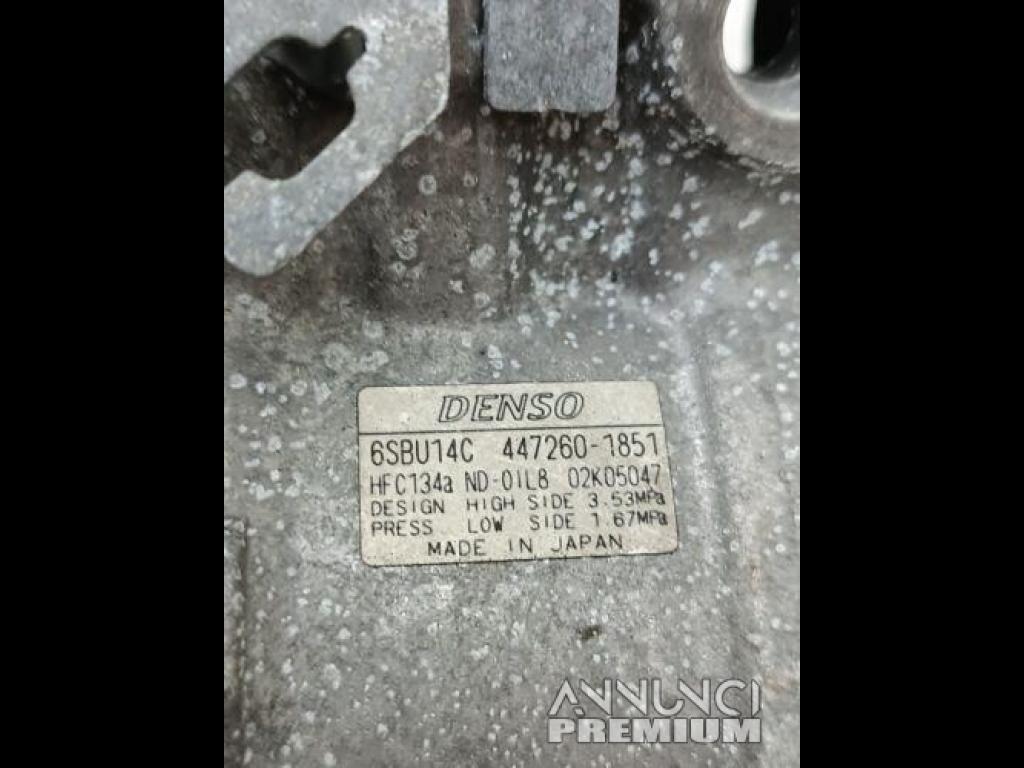 DENSO
6SBU14C 447260-1851
HFC134a ND-OIL8 02K05047
DESIGN HIGH SIDE 3.53MPa
PRESS LOW SIDE 1.67MPa
MADE IN JAPAN
ANNUNCI
PREMIUM